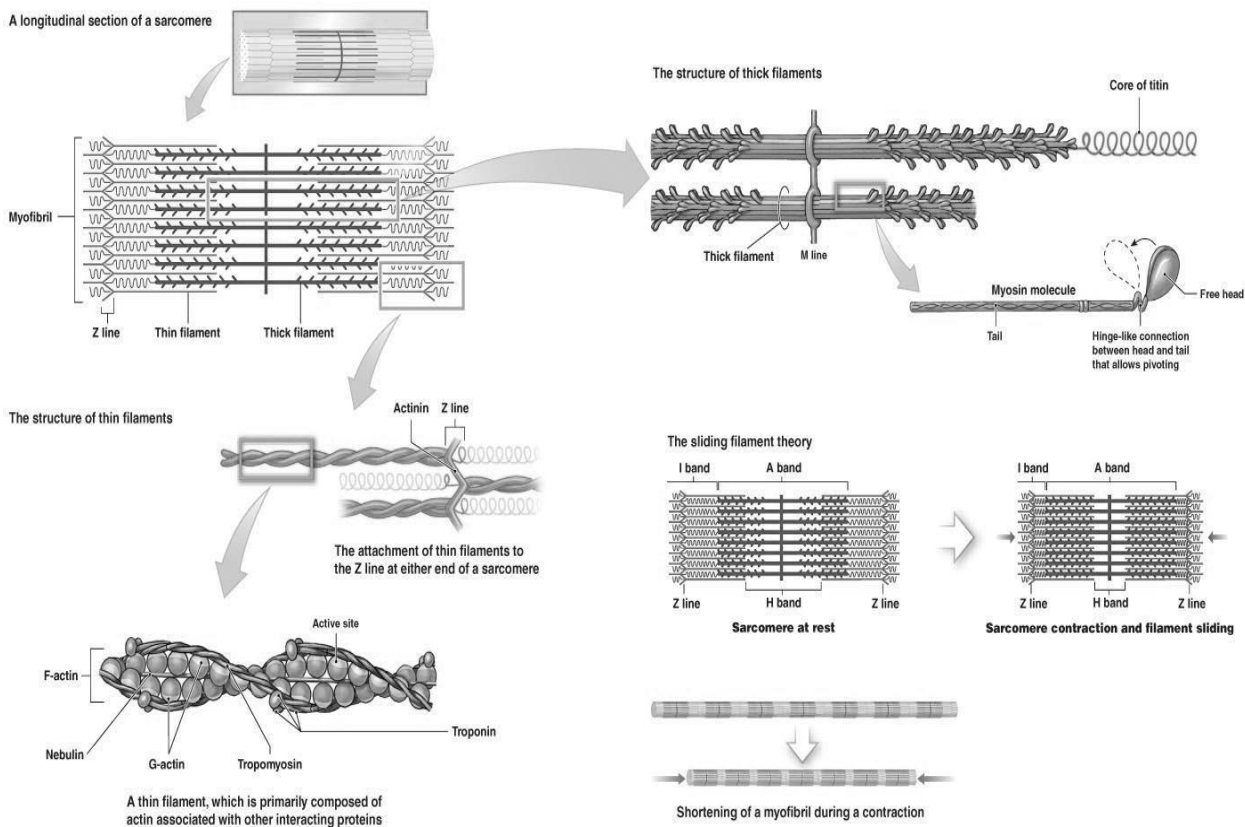 A longitudinal section of a sarcomere
Myofibril
Z line
Thin filament
Thick filament
The structure of thick filaments
Core of titin
Thick filament
M line
Myosin molecule
Free head
Tail
Hinge-like connection
between head and tail
that allows pivoting
The structure of thin filaments
Actinin
Z line
The attachment of thin filaments to
the Z line at either end of a sarcomere
Active site
F-actin
Troponin
Nebulin
G-actin
Tropomyosin
A thin filament, which is primarily composed of
actin associated with other interacting proteins
The sliding filament theory
I band
A band
I band
A band
Z line
H band
Z line
Z line
H band
Z line
Sarcomere at rest
Sarcomere contraction and filament sliding
Shortening of a myofibril during a contraction